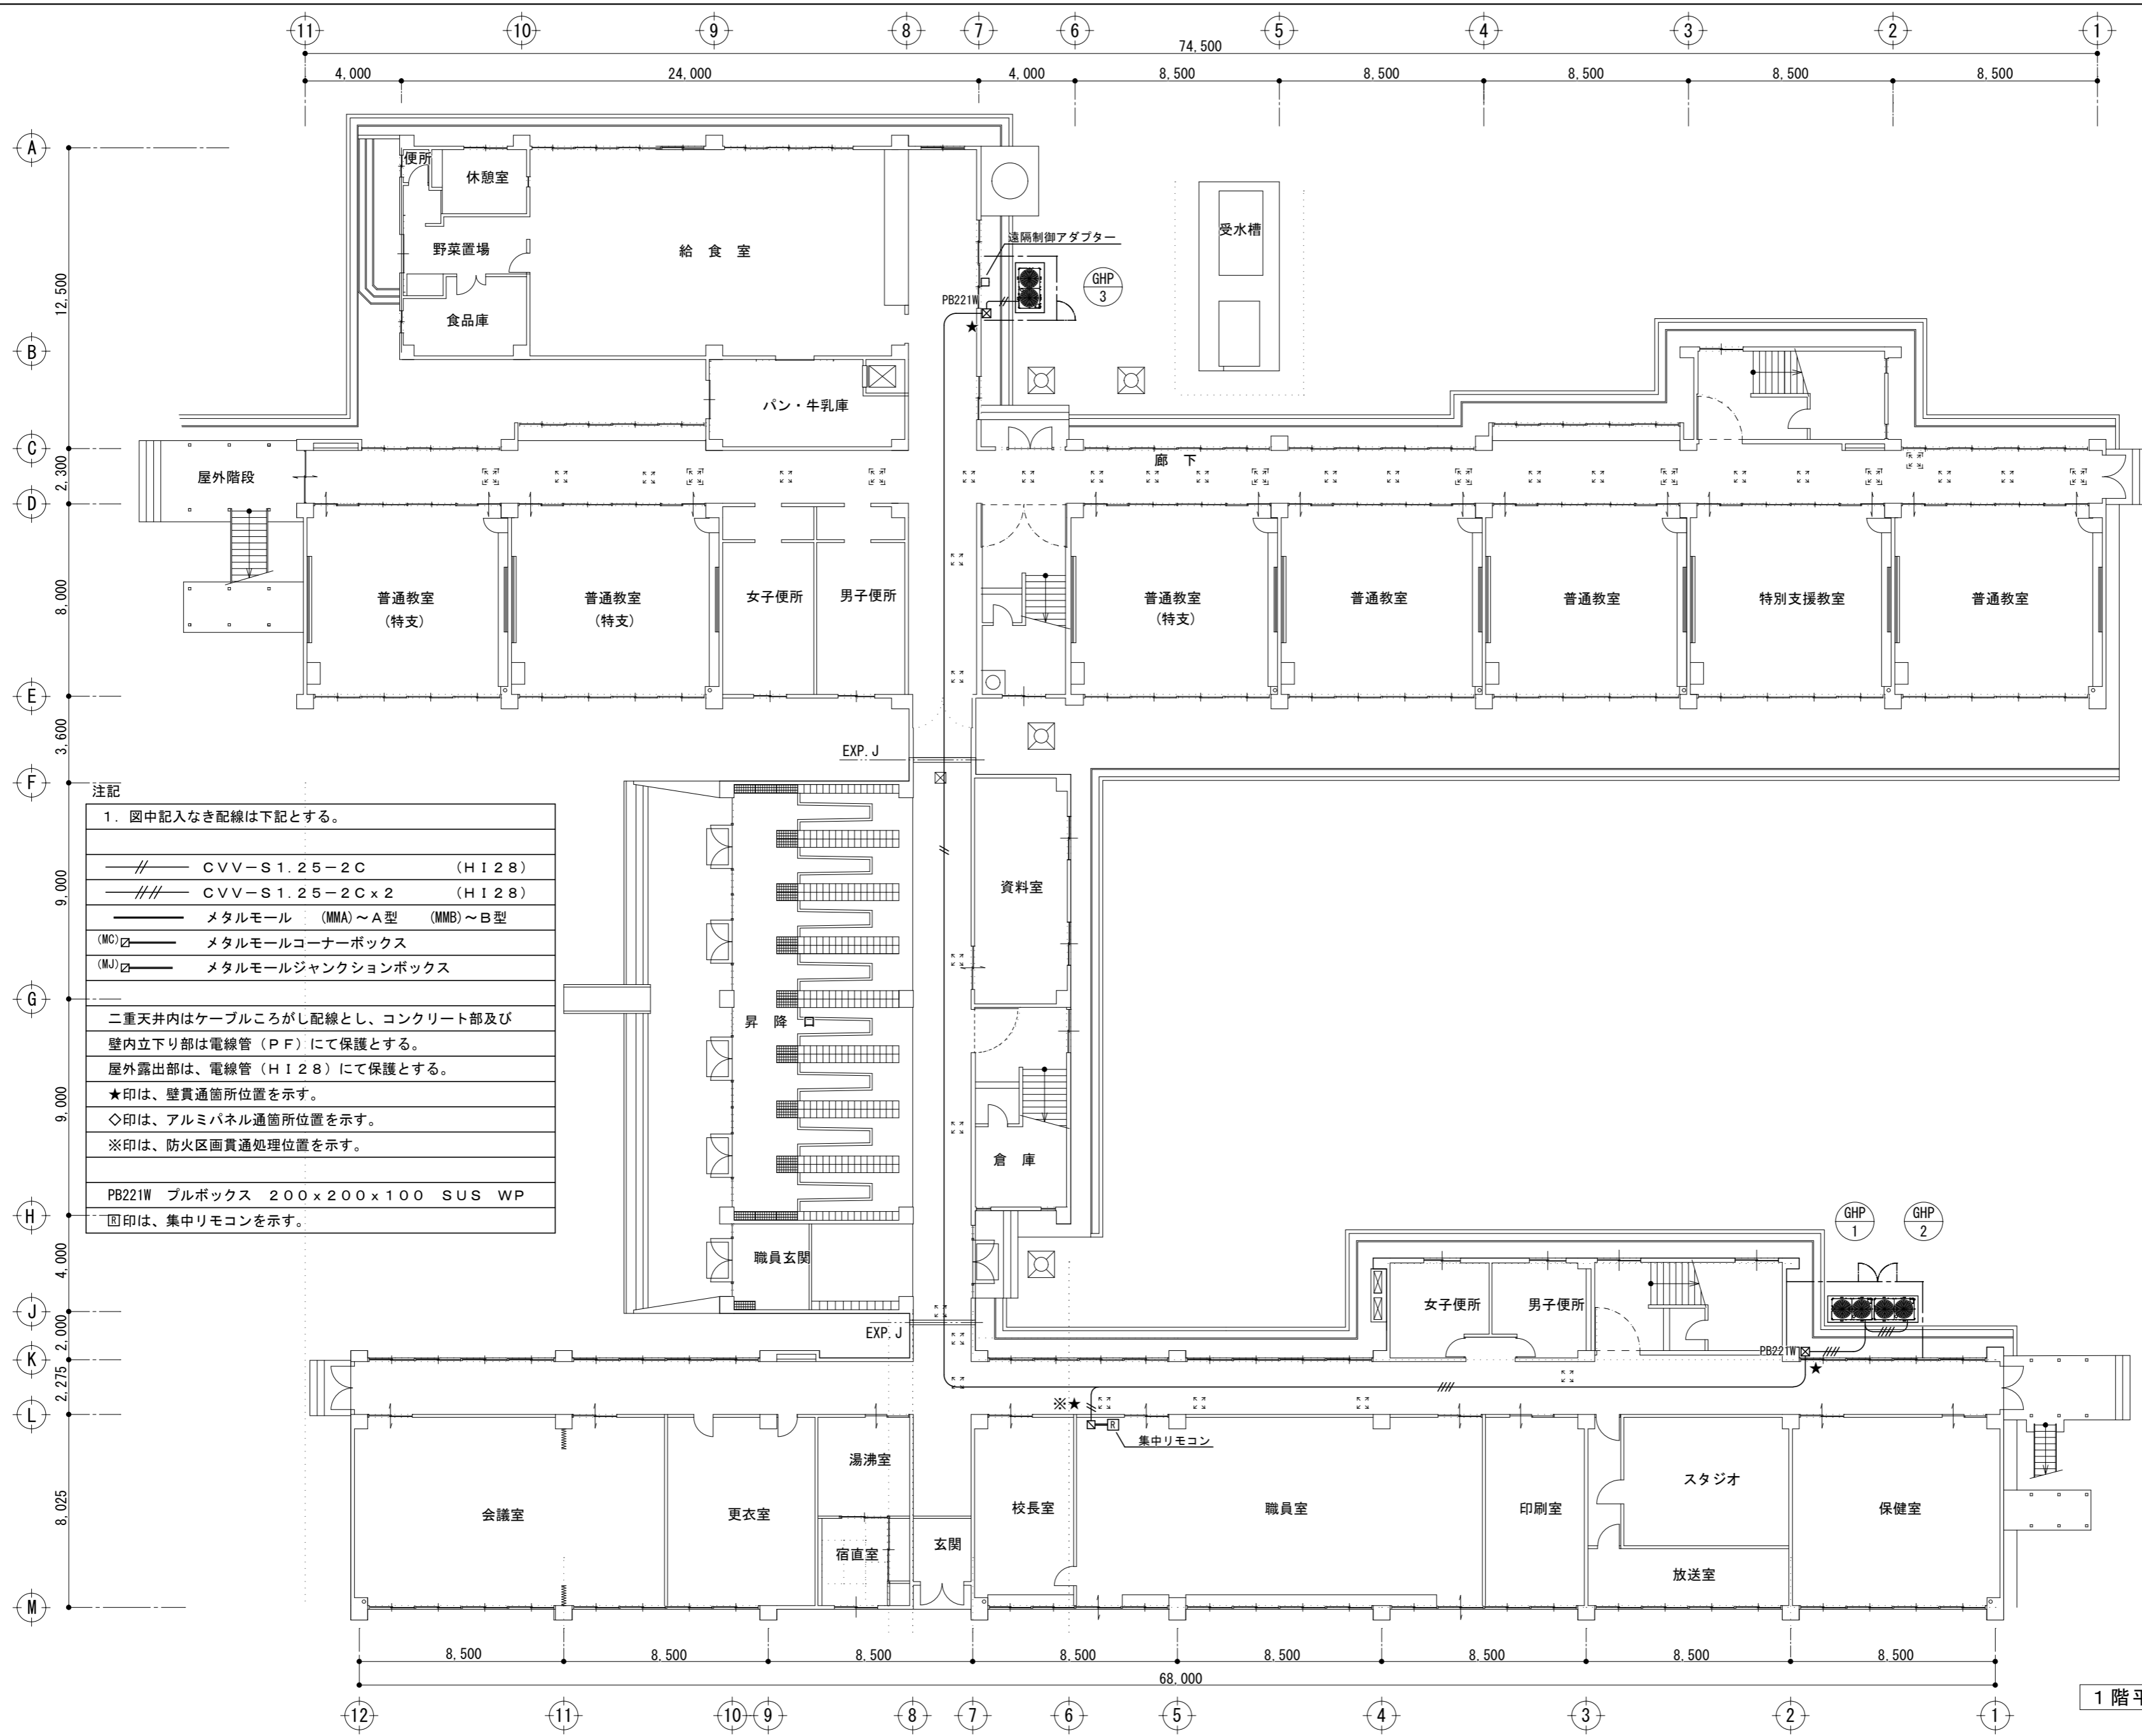 11 10 9 8 7 6 5 4 3 2 1
74,500
4,000 24,000 4,000 8,500 8,500 8,500 8,500 8,500
A
便所
休憩室
受水槽
遠隔制御アダプター
野菜置場
給 食 室
GHP
3
12,500
PB221W
食品庫
B
パン・牛乳庫
C
廊 下
2,300
屋外階段
D
8,000
普通教室
(特支)
普通教室
(特支)
女子便所
男子便所
普通教室
(特支)
普通教室
普通教室
特別支援教室
普通教室
E
3,600
EXP.J
F
注記
1. 図中記入なき配線は下記とする。
CVV-S1.25-2C (HI28)
CVV-S1.25-2Cx2 (HI28)
メタルモール (MMA)~A型 (MMB)~B型
(MC) メタルモールコーナーボックス
(MJ) メタルモールジャンクションボックス
二重天井内はケーブルころがし配線とし、コンクリート部及び
壁内立下り部は電線管(PF)にて保護とする。
屋外露出部は、電線管(HI28)にて保護とする。
★印は、壁貫通箇所位置を示す。
◇印は、アルミパネル通箇所位置を示す。
※印は、防火区画貫通処理位置を示す。
PB221W プルボックス 200x200x100 SUS WP
R印は、集中リモコンを示す。
9,000
資料室
G
昇 降 口
9,000
倉 庫
H
GHP
1
GHP
2
4,000
職員玄関
J
女子便所
男子便所
2,000
EXP.J
K
PB221W
★
2,275
※★
L
R
集中リモコン
湯沸室
スタジオ
8,025
会議室
更衣室
校長室
職員室
印刷室
保健室
宿直室
玄関
放送室
M
8,500 8,500 8,500 8,500 8,500 8,500 8,500 8,500
68,000
12 11 10 9 8 7 6 5 4 3 2 1
1階平